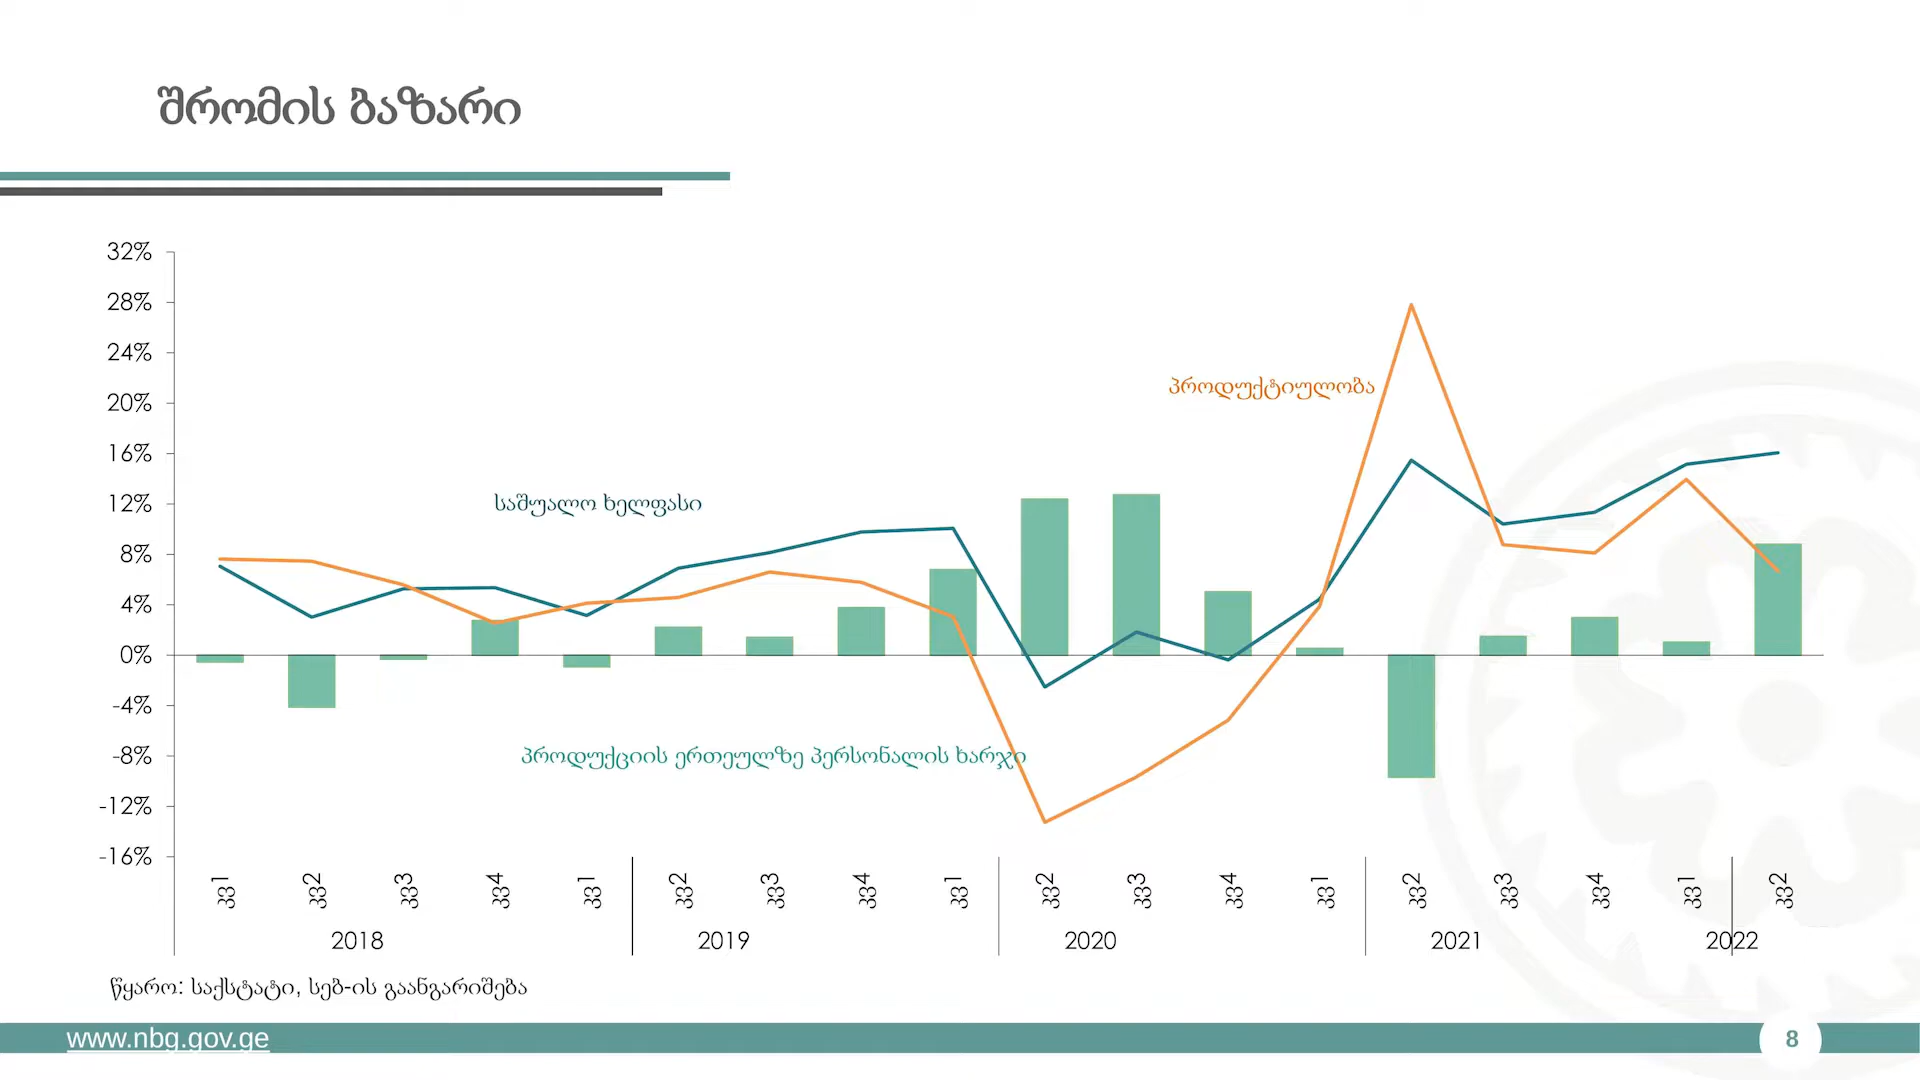 შრომის ბაზარი
32%
28%
24%
20%
16%
12%
8%
4%
0%
-4%
-8%
-12%
-16%
პროდუქტიულობა
საშუალო ხელფასი
პროდუქციის ერთეულზე პერსონალის ხარჯი
კვ1 კვ2 კვ3 კვ4 კვ1 კვ2 კვ3 კვ4 კვ1 კვ2 კვ3 კვ4 კვ1 კვ2 კვ3 კვ4 კვ1 კვ2
2018 2019 2020 2021 2022
წყარო: საქსტატი, სებ-ის გაანგარიშება
www.nbg.gov.ge
8